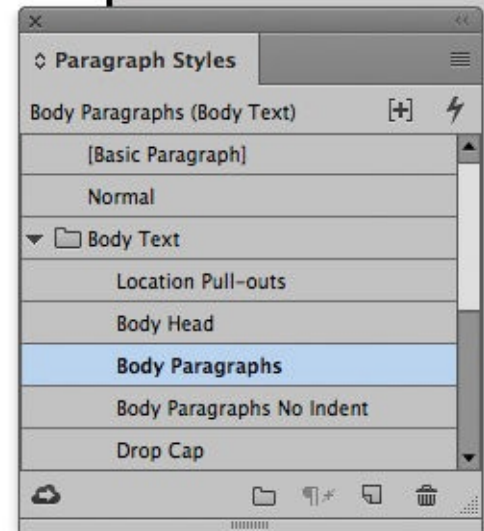 Paragraph Styles
Body Paragraphs (Body Text)
[Basic Paragraph]
Normal
Body Text
Location Pull-outs
Body Head
Body Paragraphs
Body Paragraphs No Indent
Drop Cap